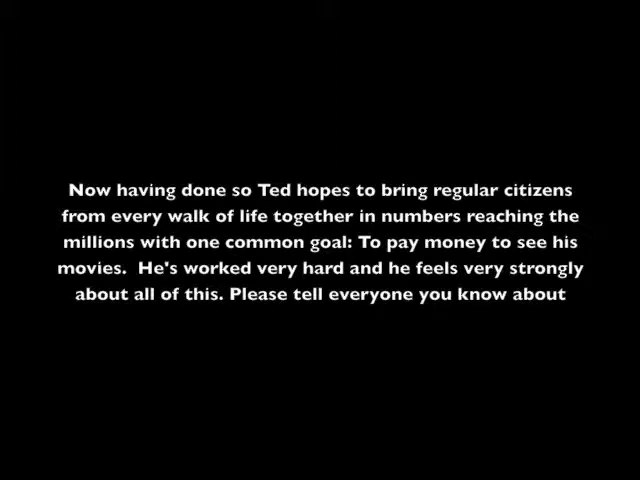 Now having done so Ted hopes to bring regular citizens
from every walk of life together in numbers reaching the
millions with one common goal: To pay money to see his
movies.  He's worked very hard and he feels very strongly
about all of this. Please tell everyone you know about